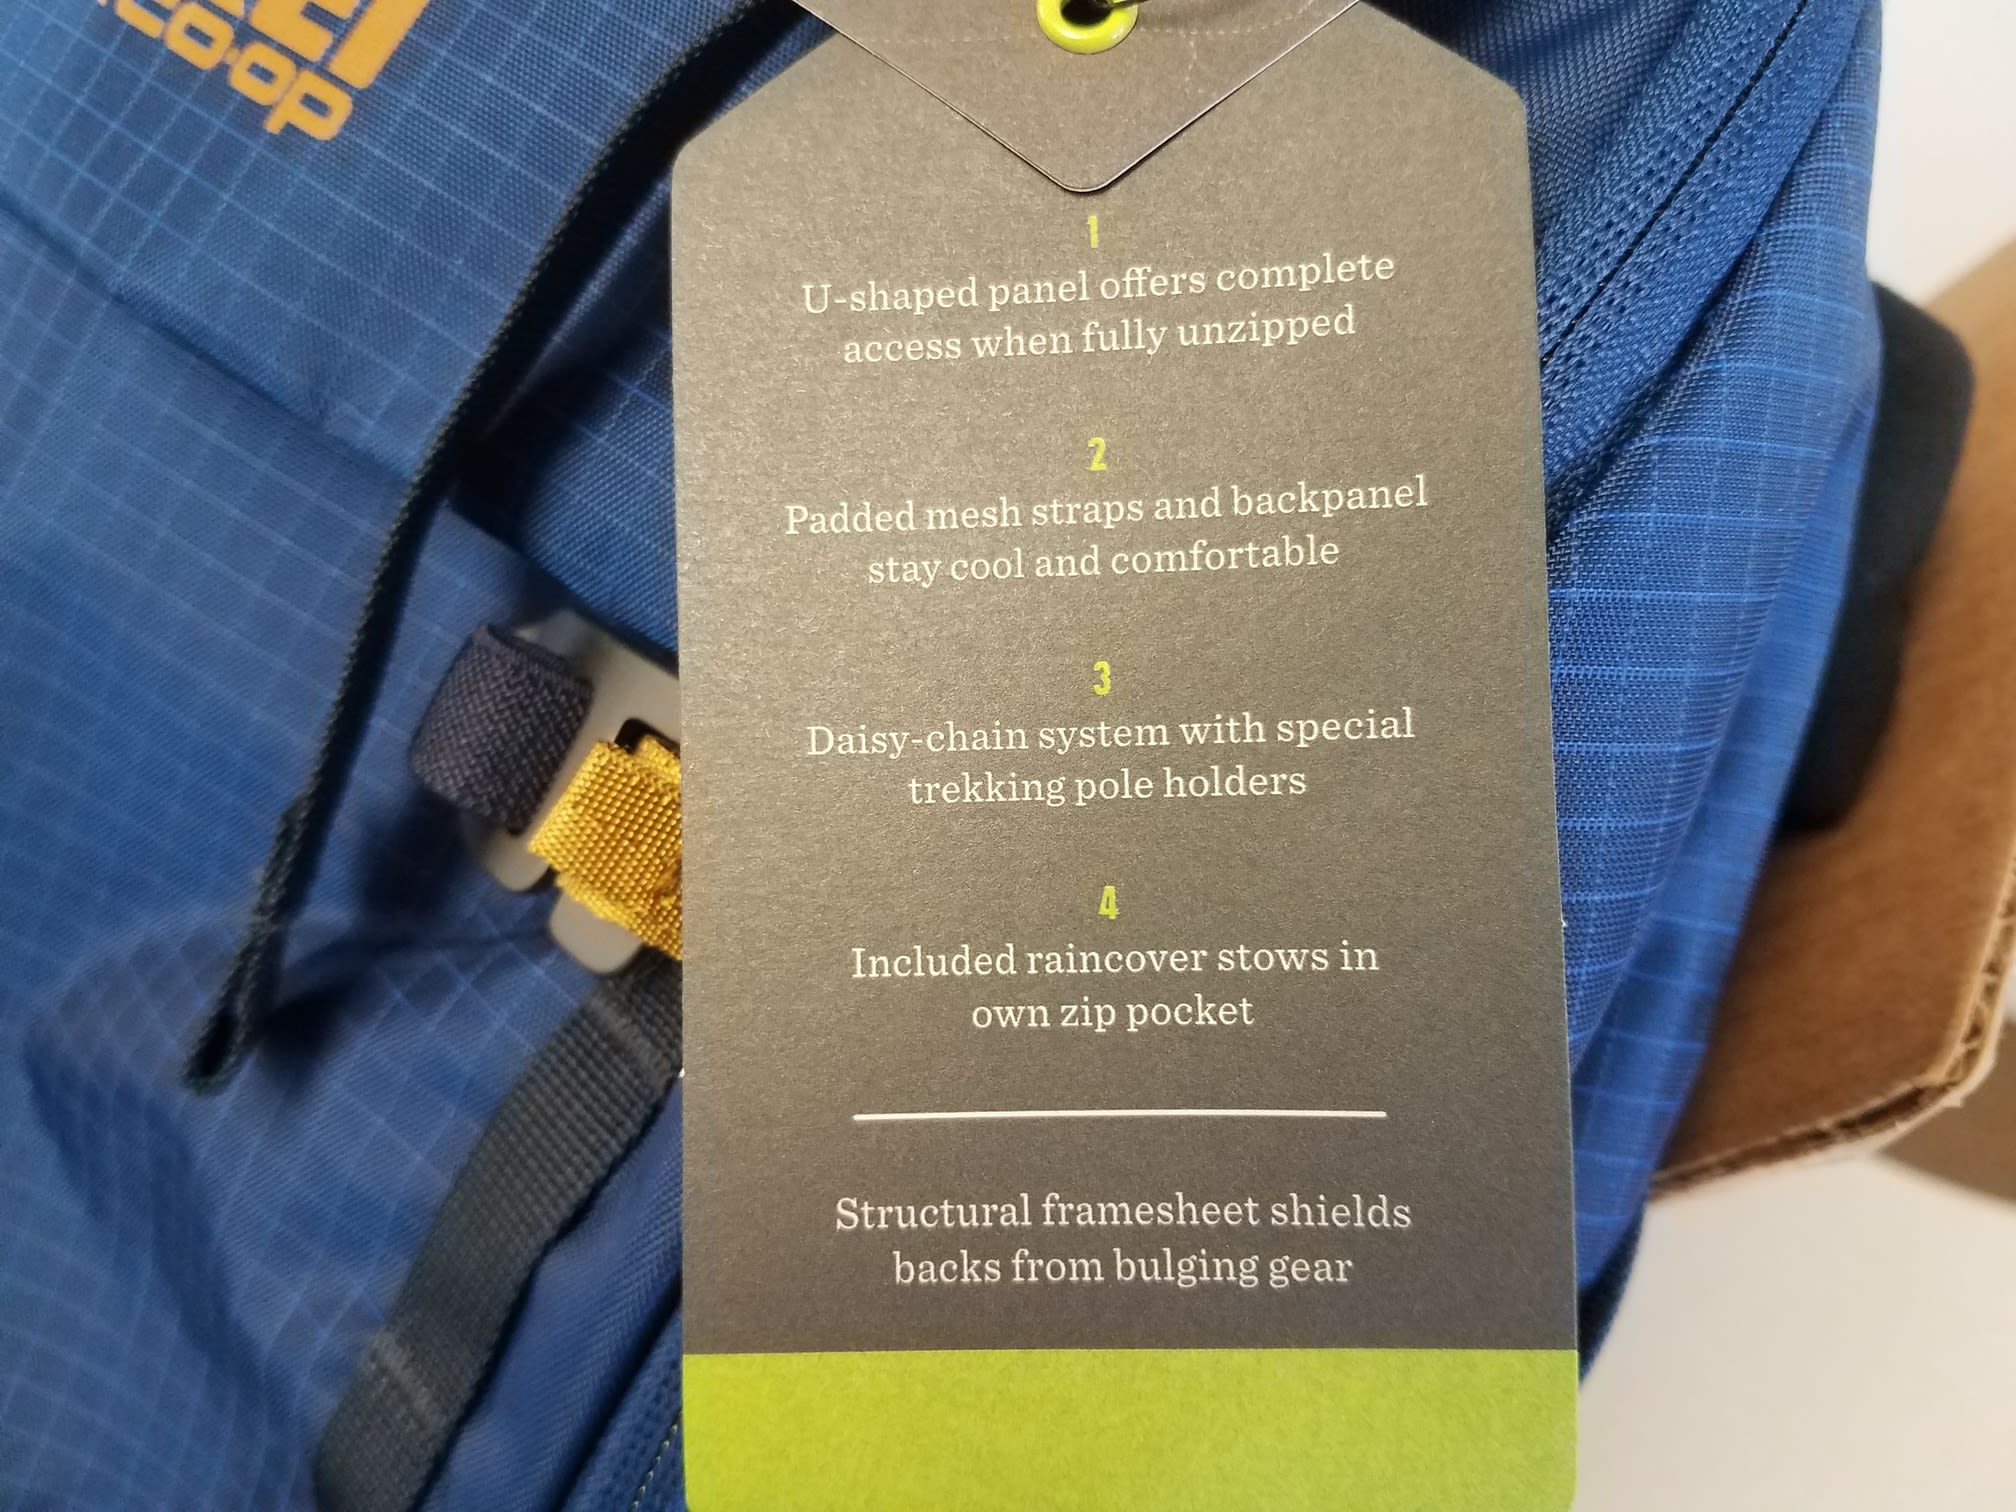 co·op
1
U-shaped panel offers complete
access when fully unzipped
2
Padded mesh straps and backpanel
stay cool and comfortable
3
Daisy-chain system with special
trekking pole holders
4
Included raincover stows in
own zip pocket
Structural framesheet shields
backs from bulging gear